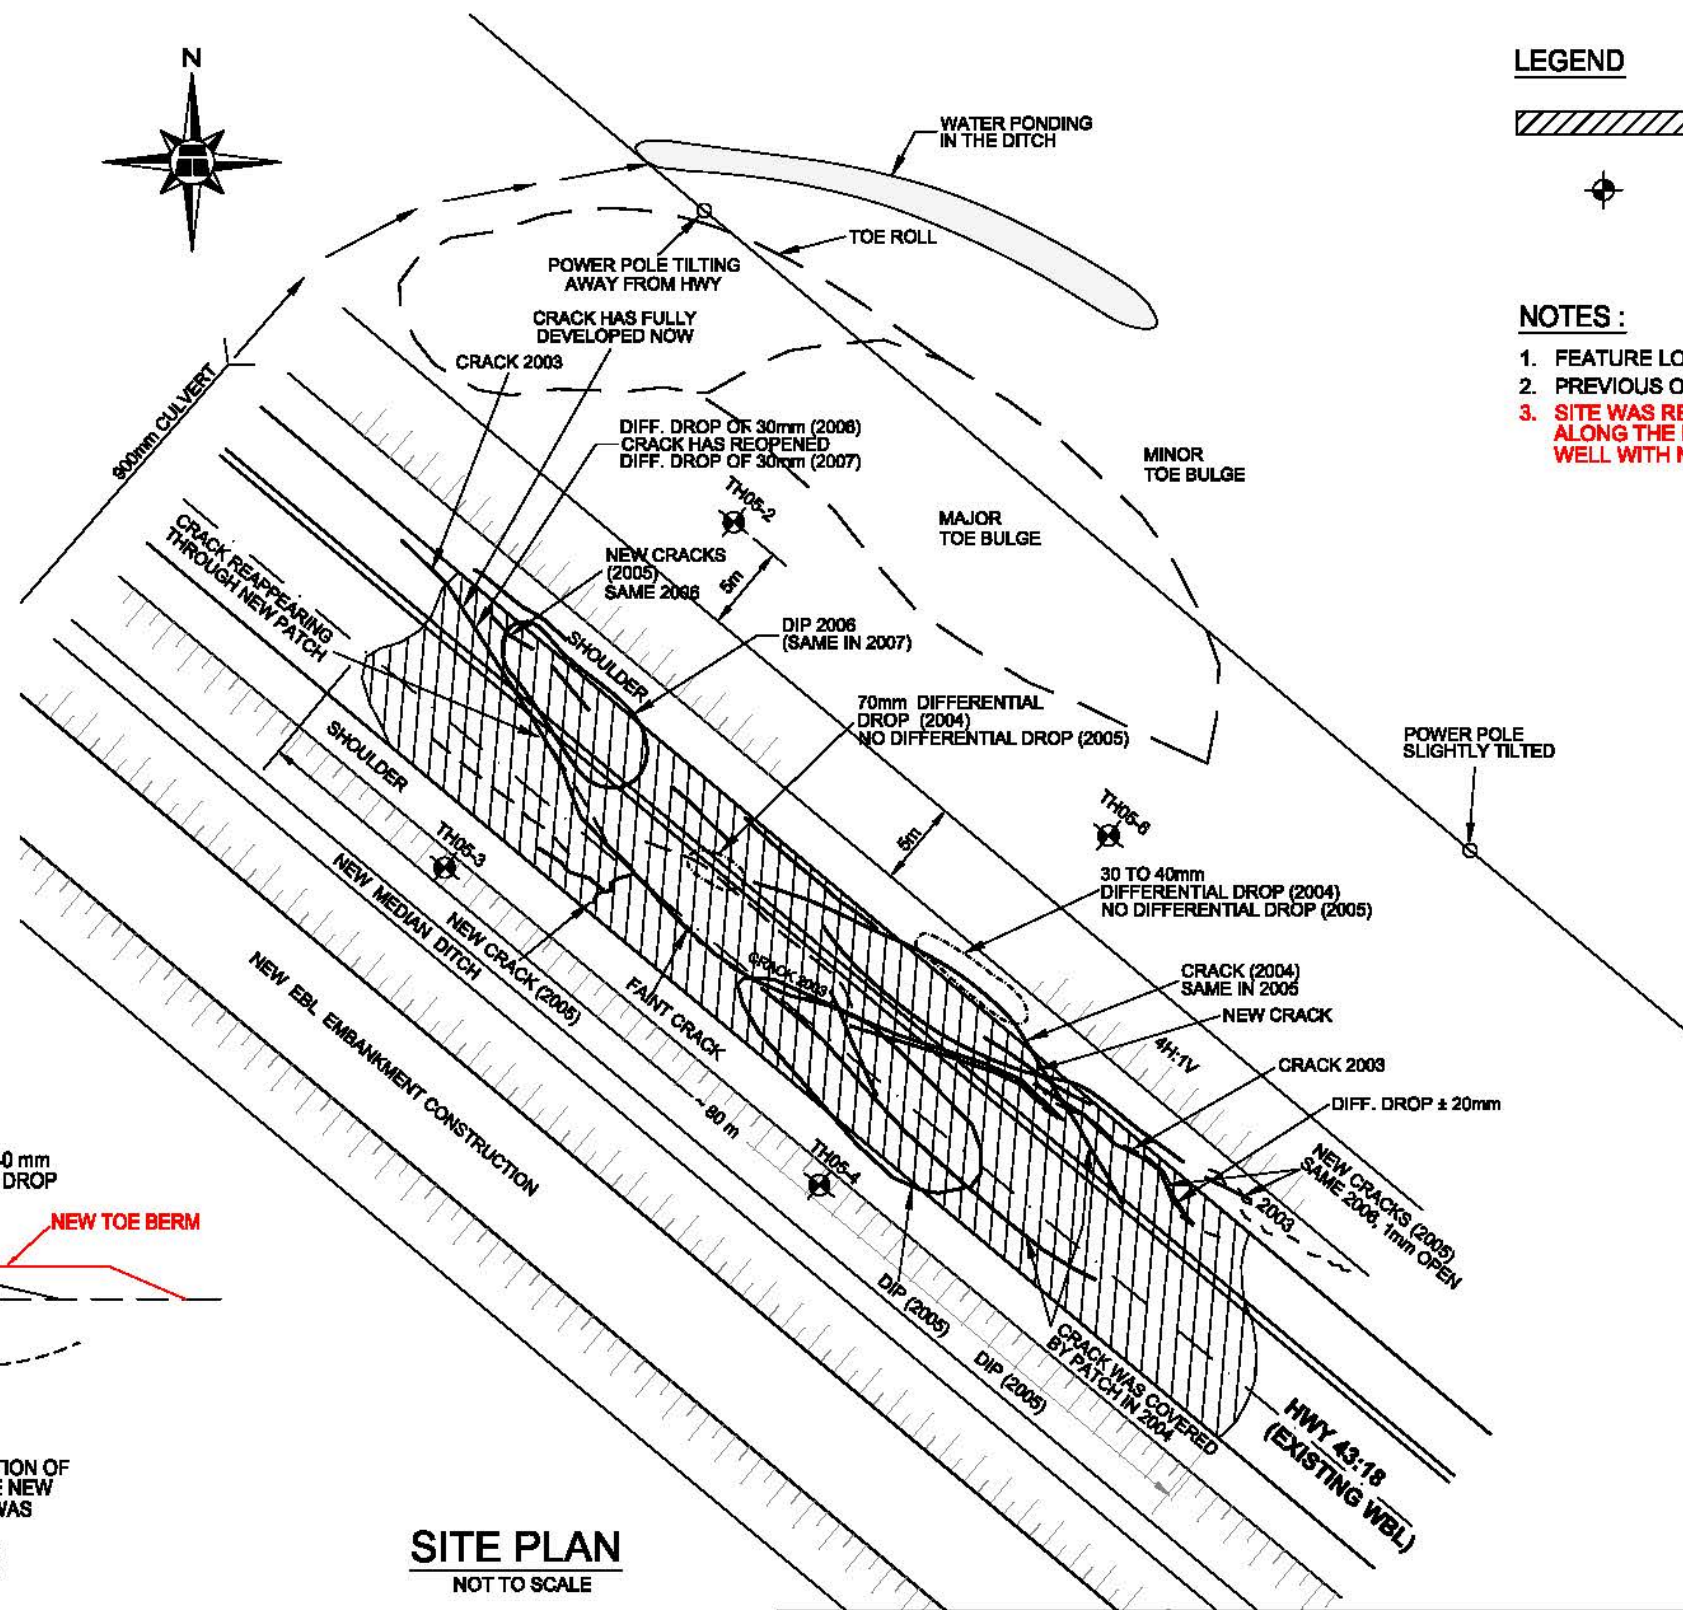 N
LEGEND
WATER PONDING
IN THE DITCH
TOE ROLL
POWER POLE TILTING
AWAY FROM HWY
CRACK HAS FULLY
DEVELOPED NOW
CRACK 2003
900mm CULVERT
NOTES :
1. FEATURE LO
2. PREVIOUS O
3. SITE WAS RE
ALONG THE
WELL WITH N
DIFF. DROP OF 30mm (2006)
CRACK HAS REOPENED
DIFF. DROP OF 30mm (2007)
MINOR
TOE BULGE
MAJOR
TOE BULGE
TH05-2
5m
CRACK REAPPEARING
THROUGH NEW PATCH
NEW CRACKS
(2005)
SAME 2006
SHOULDER
DIP 2006
(SAME IN 2007)
70mm DIFFERENTIAL
DROP (2004)
NO DIFFERENTIAL DROP (2005)
POWER POLE
SLIGHTLY TILTED
SHOULDER
TH05-3
TH05-6
5m
30 TO 40mm
DIFFERENTIAL DROP (2004)
NO DIFFERENTIAL DROP (2005)
NEW MEDIAN DITCH
NEW CRACK (2005)
NEW EBL EMBANKMENT CONSTRUCTION
FAINT CRACK
CRACK 2003
CRACK (2004)
SAME IN 2005
NEW CRACK
4H:1V
CRACK 2003
DIFF. DROP ± 20mm
~ 80 m
TH05-4
NEW CRACKS (2005)
SAME 2006, 1mm OPEN
2003
0 mm
DROP
NEW TOE BERM
DIP (2005)
DIP (2005)
CRACK WAS COVERED
BY PATCH IN 2004
HWY 43:18
(EXISTING WBL)
TION OF
NEW
WAS
SITE PLAN
NOT TO SCALE